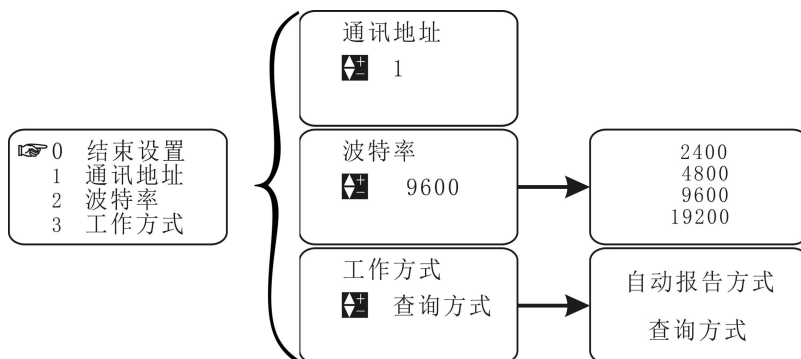 0 结束设置
1 通讯地址
2 波特率
3 工作方式
通讯地址
1
波特率
9600
2400
4800
9600
19200
工作方式
查询方式
自动报告方式
查询方式